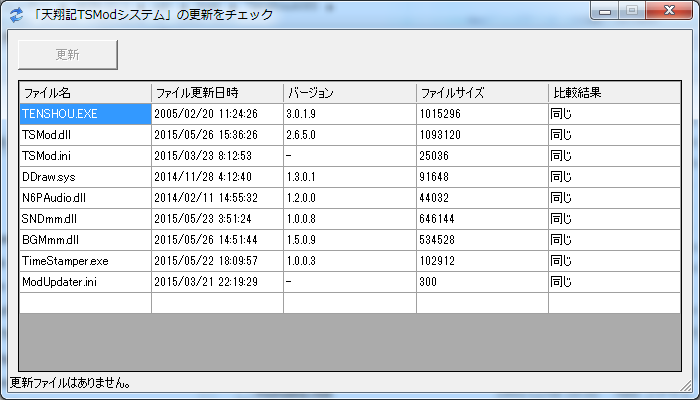 「天翔記TSModシステム」の更新をチェック
更新
ファイル名 ファイル更新日時 バージョン ファイルサイズ 比較結果
TENSHOU.EXE 2005/02/20 11:24:26 3.0.1.9 1015296 同じ
TSMod.dll 2015/05/26 15:36:26 2.6.5.0 1093120 同じ
TSMod.ini 2015/03/23 8:12:53 - 25036 同じ
DDraw.sys 2014/11/28 4:12:40 1.3.0.1 91648 同じ
N6PAudio.dll 2014/02/11 14:55:32 1.2.0.0 44032 同じ
SNDmm.dll 2015/05/23 3:51:24 1.0.0.8 646144 同じ
BGMmm.dll 2015/05/26 14:51:44 1.5.0.9 534528 同じ
TimeStamper.exe 2015/05/22 18:09:57 1.0.0.3 102912 同じ
ModUpdater.ini 2015/03/21 22:19:29 - 300 同じ
更新ファイルはありません。